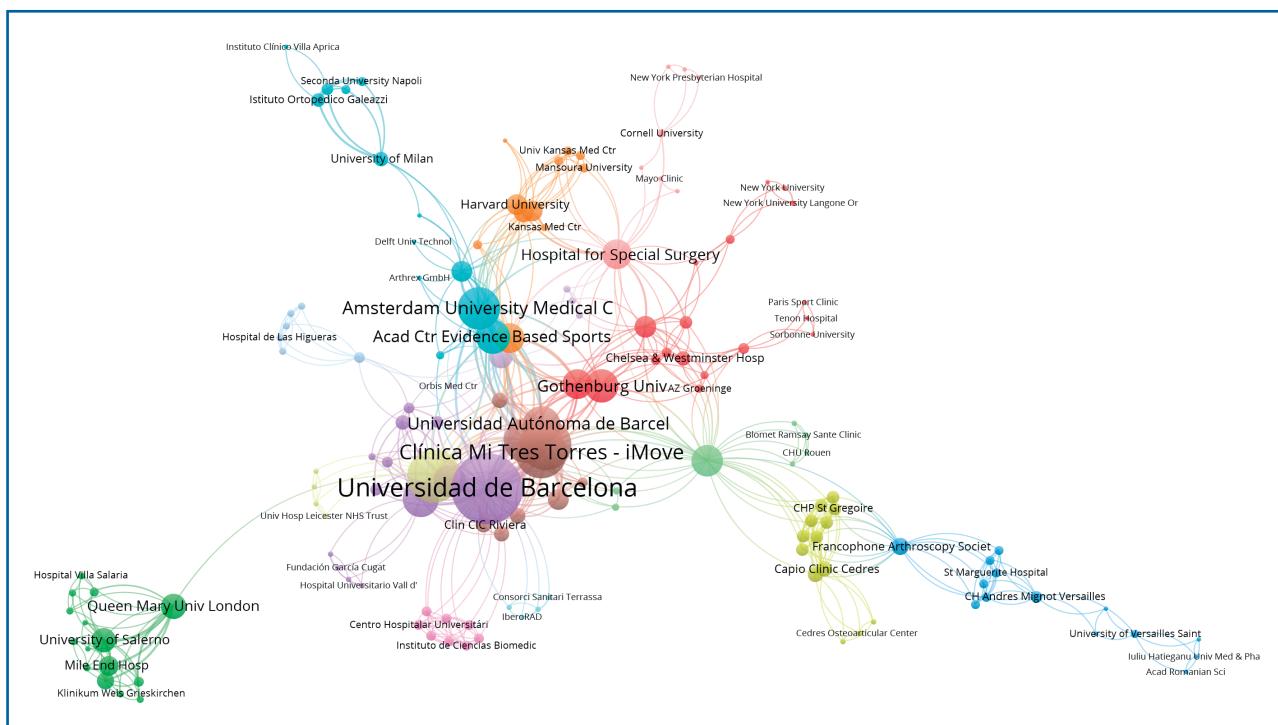 Instituto Clínico Villa Aprica
Seconda University Napoli
Istituto Ortopedico Galeazzi
University of Milan
New York Presbyterian Hospital
Cornell University
Univ Kansas Med Ctr
Mansoura University
Mayo Clinic
New York University
New York University Langone Or
Harvard University
Kansas Med Ctr
Delft Univ Technol
Hospital for Special Surgery
Arthrex GmbH
Amsterdam University Medical C
Paris Sport Clinic
Tenon Hospital
Sorbonne University
Hospital de Las Higueras
Acad Ctr Evidence Based Sports
Chelsea & Westminster Hosp
Orbis Med Ctr
Gothenburg Univ
AZ Groeninge
Universidad Autónoma de Barcel
Blomet Ramsay Sante Clinic
CHU Rouen
Clínica Mi Tres Torres - iMove
Universidad de Barcelona
Univ Hosp Leicester NHS Trust
Clin CIC Riviera
CHP St Gregoire
Francophone Arthroscopy Societ
Capio Clinic Cedres
St Marguerite Hospital
CH Andres Mignot Versailles
Fundación García Cugat
Hospital Universitario Vall d'
Hospital Villa Salaria
Queen Mary Univ London
Consorci Sanitari Terrassa
IberoRAD
Centro Hospitalar Universitári
Instituto de Ciencias Biomedic
Cedres Osteoarticular Center
University of Versailles Saint
Iuliu Hatieganu Univ Med & Pha
Acad Romanian Sci
University of Salerno
Mile End Hosp
Klinikum Wels Grieskirchen